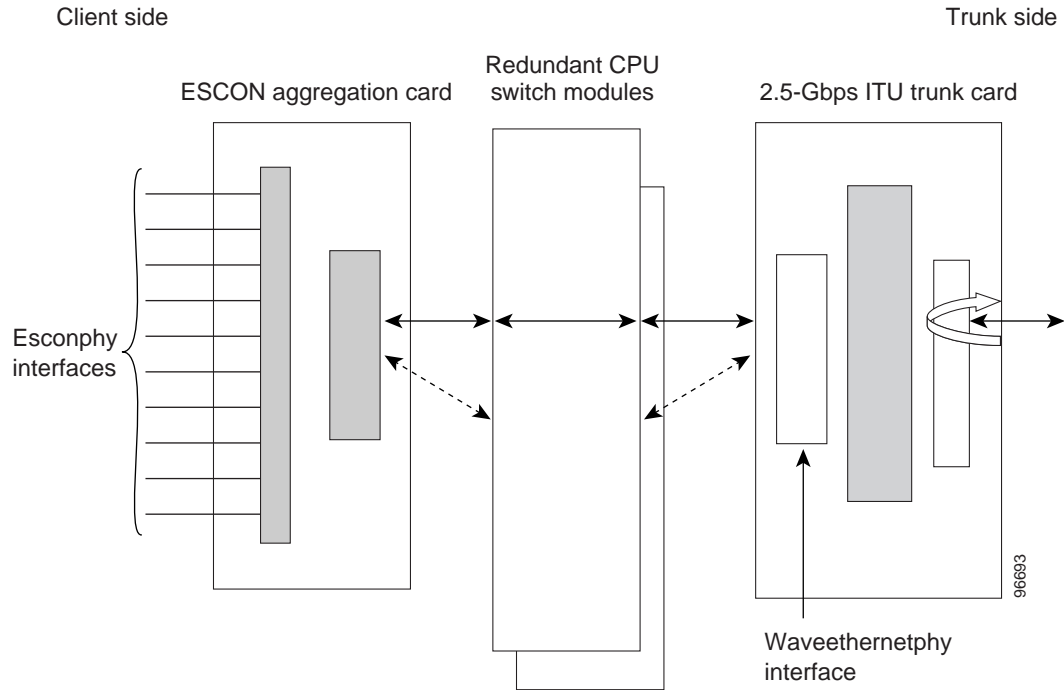 Client side
Trunk side
Redundant CPU
switch modules
ESCON aggregation card
2.5-Gbps ITU trunk card
Esconphy
interfaces
96693
Waveethernetphy
interface